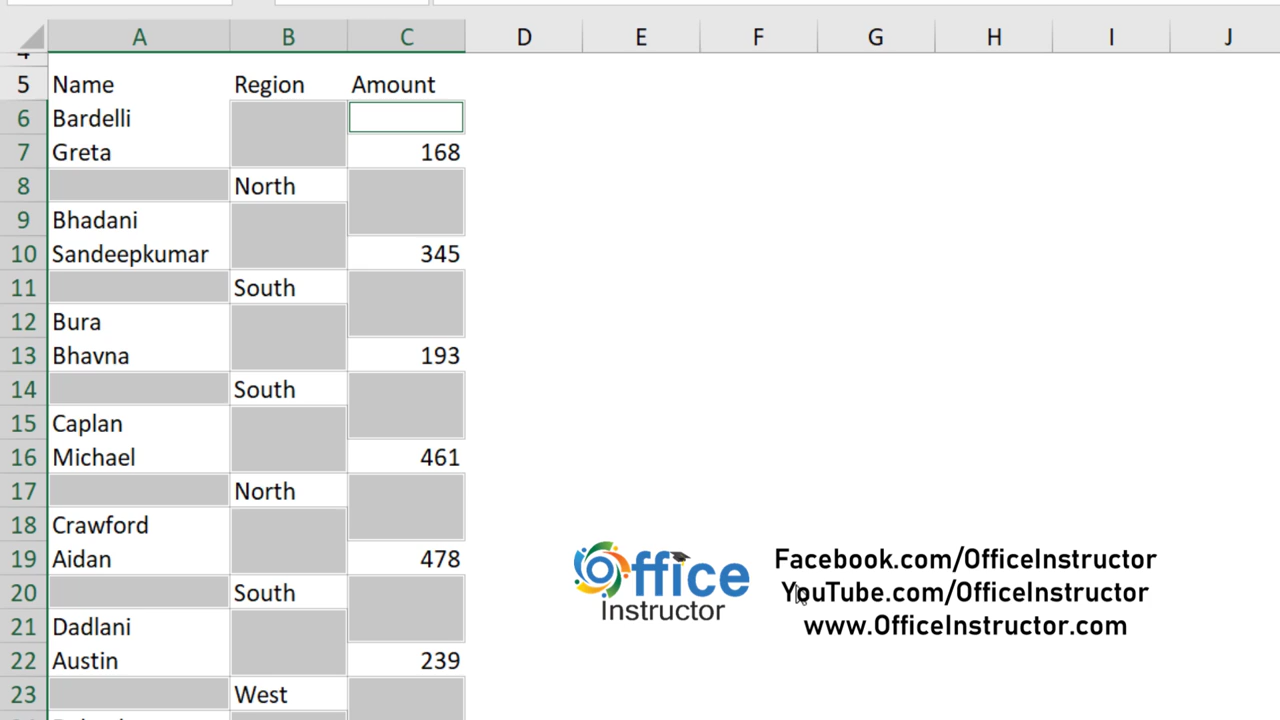 A B C D E F G H I J
5 Name Region Amount
6 Bardelli
7 Greta 168
8 North
9 Bhadani
10 Sandeepkumar 345
11 South
12 Bura
13 Bhavna 193
14 South
15 Caplan
16 Michael 461
17 North
18 Crawford
19 Aidan 478
20 South
21 Dadlani
22 Austin 239
23 West
Office
Instructor
Facebook.com/OfficeInstructor
YouTube.com/OfficeInstructor
www.OfficeInstructor.com